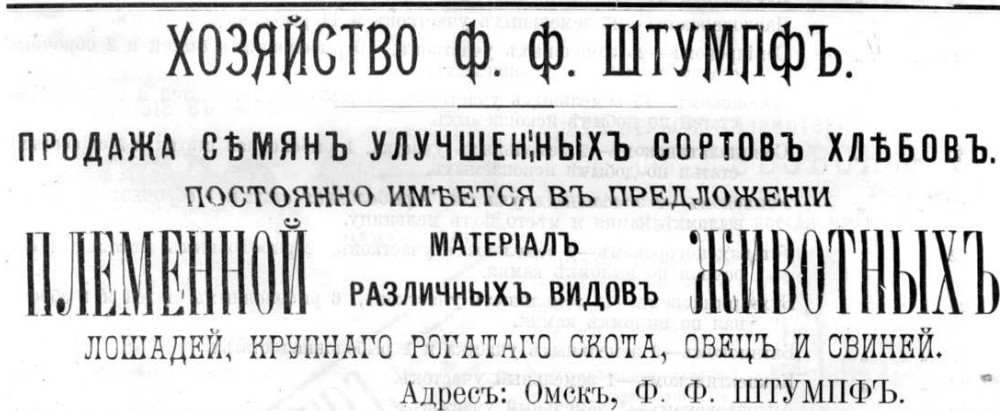 ХОЗЯЙСТВО Ф. Ф. ШТУМПФЪ.
ПРОДАЖА СѢМЯНЪ УЛУЧШЕННЫХЪ СОРТОВЪ ХЛѢБОВЪ.
ПОСТОЯННО ИМѢЕТСЯ ВЪ ПРЕДЛОЖЕНІИ
ПЛЕМЕННОЙ МАТЕРІАЛЪ РАЗЛИЧНЫХЪ ВИДОВЪ ЖИВОТНЫХЪ
ЛОШАДЕЙ, КРУПНАГО РОГАТАГО СКОТА, ОВЕЦЪ И СВИНЕЙ.
Адресъ: Омскъ, Ф. Ф. ШТУМПФЪ.